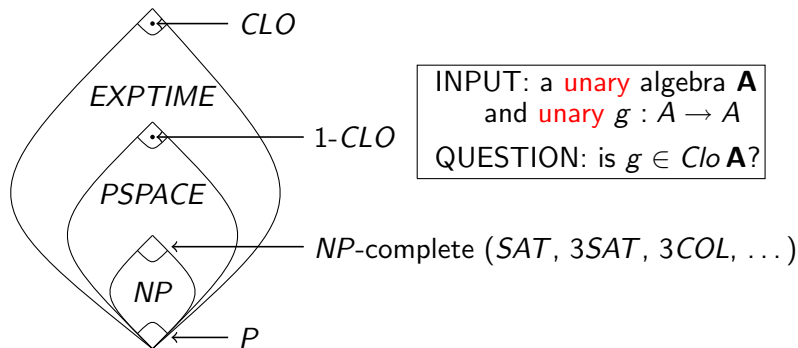 CLO
EXPTIME
1-CLO
PSPACE
NP-complete (SAT, 3SAT, 3COL, ...)
NP
P
INPUT: a unary algebra A
and unary g : A → A
QUESTION: is g ∈ Clo A?